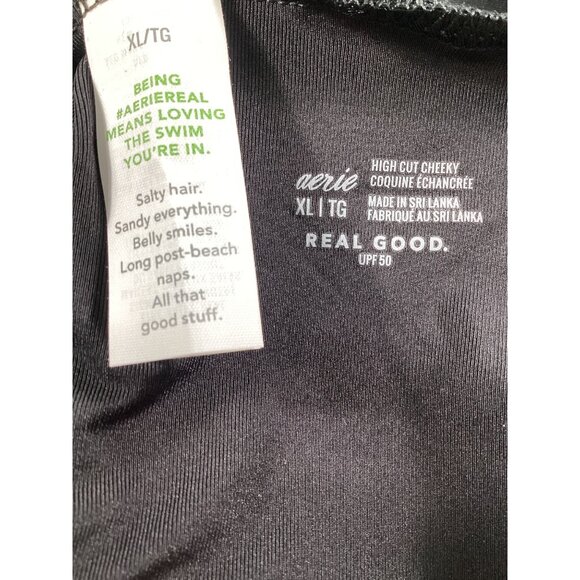 XL/TG
BEING
#AERIEREAL
MEANS LOVING
THE SWIM
YOU'RE IN.
Salty hair.
Sandy everything.
Belly smiles.
Long post-beach
naps.
All that
good stuff.
aerie
XL | TG
HIGH CUT CHEEKY
COQUINE ÉCHANCRÉE
MADE IN SRI LANKA
FABRIQUÉ AU SRI LANKA
REAL GOOD.
UPF 50